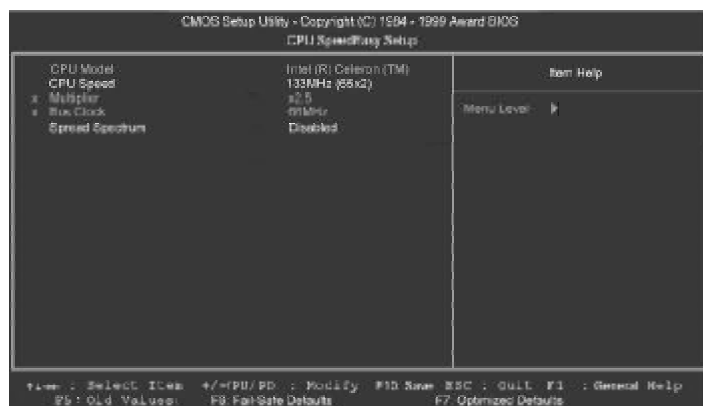 CMOS Setup Utility - Copyright (C) 1984 - 1999 Award BIOS
CPU SpeedEasy Setup
CPU Model Intel (R) Celeron (TM)
CPU Speed 133MHz (66x2)
x Multiplier x2.5
x Bus Clock 66MHz
Spread Spectrum Disabled
Item Help
Menu Level ▶
: Select Item +/-/PU/PD : Modify F10: Save ESC : Quit F1 : General Help
F5: Old Values F6: Fail-Safe Defaults F7: Optimized Defaults